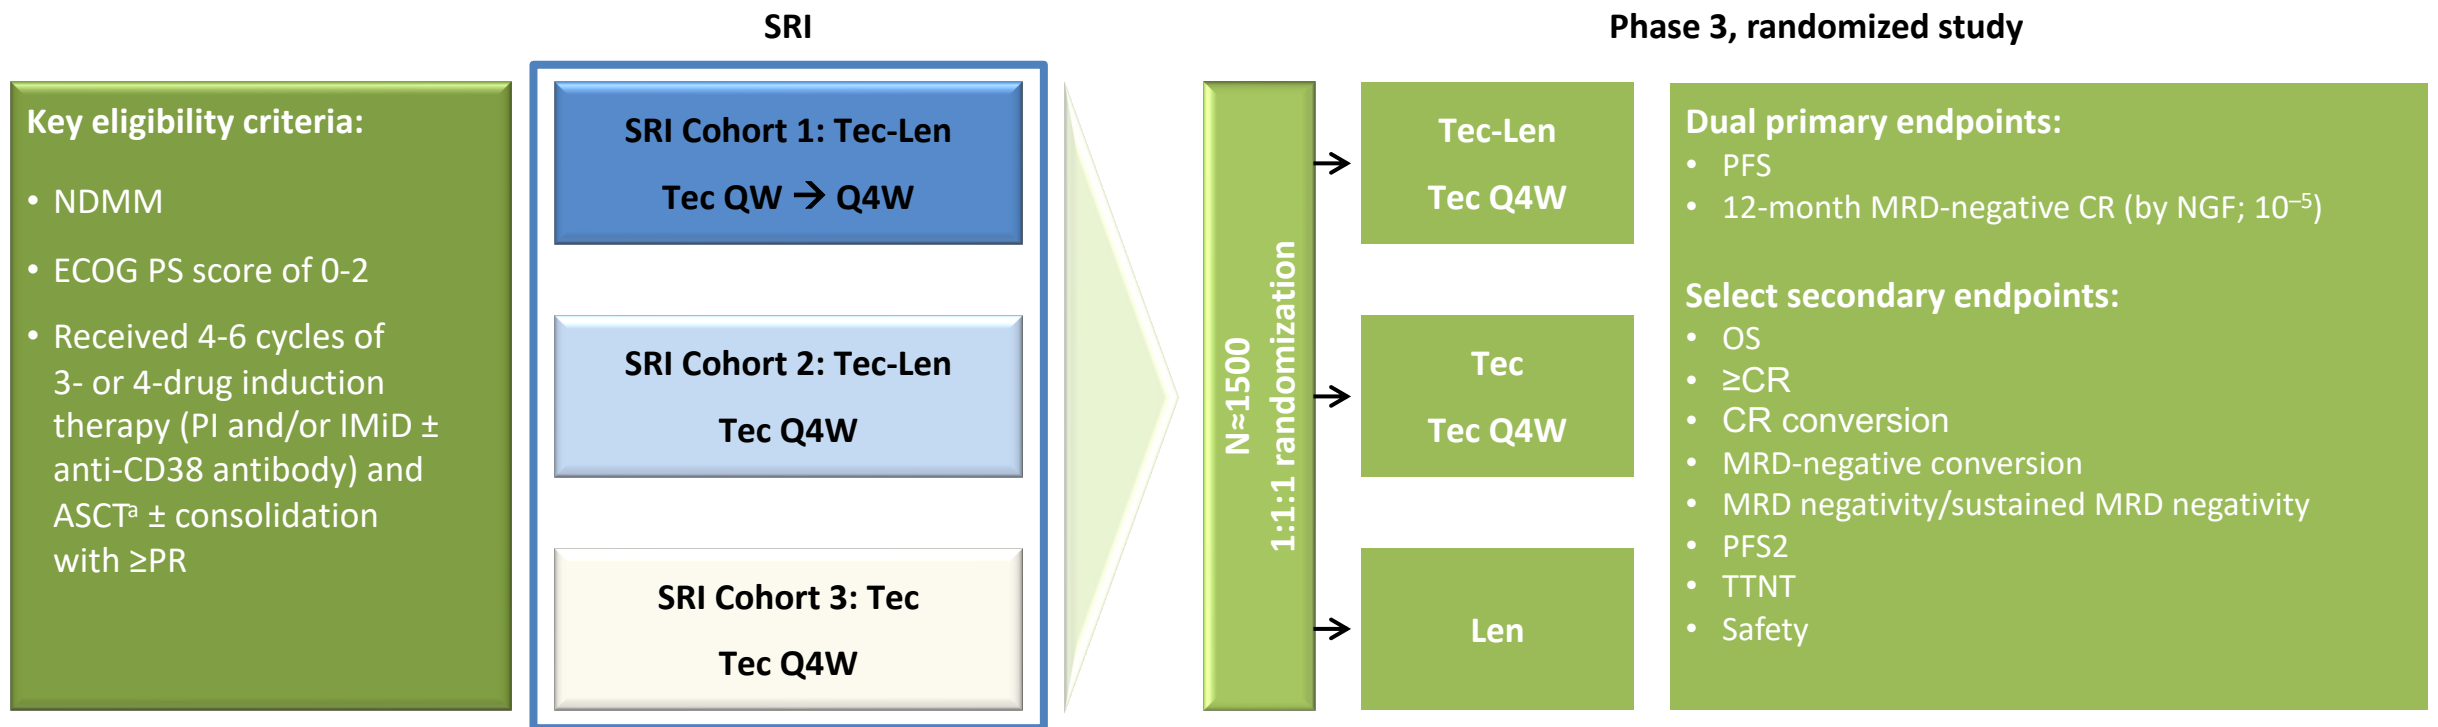 SRI
Phase 3, randomized study
Key eligibility criteria:
• NDMM
• ECOG PS score of 0-2
• Received 4-6 cycles of
3- or 4-drug induction
therapy (PI and/or IMiD ±
anti-CD38 antibody) and
ASCTᵃ ± consolidation
with ≥PR
SRI Cohort 1: Tec-Len
Tec QW → Q4W
SRI Cohort 2: Tec-Len
Tec Q4W
SRI Cohort 3: Tec
Tec Q4W
N≈1500
1:1:1 randomization
Tec-Len
Tec Q4W
Tec
Tec Q4W
Len
Dual primary endpoints:
• PFS
• 12-month MRD-negative CR (by NGF; 10⁻⁵)
Select secondary endpoints:
• OS
• ≥CR
• CR conversion
• MRD-negative conversion
• MRD negativity/sustained MRD negativity
• PFS2
• TTNT
• Safety